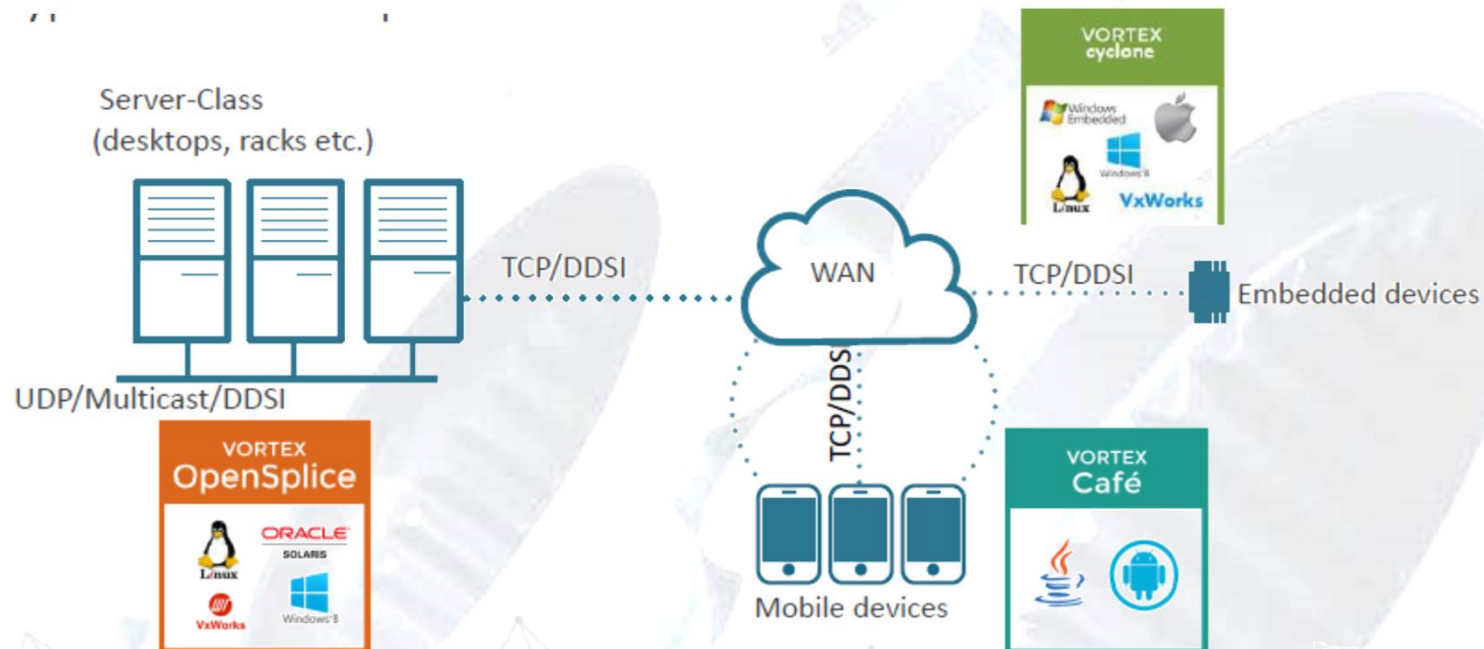 Server-Class
(desktops, racks etc.)
TCP/DDSI
UDP/Multicast/DDSI
VORTEX
OpenSplice
Linux
ORACLE
SOLARIS
VxWorks
Windows 8
WAN
TCP/DDSI
TCP/DDSI
Embedded devices
Mobile devices
VORTEX
cyclone
Windows
Embedded
Windows 8
Linux
VxWorks
VORTEX
Café